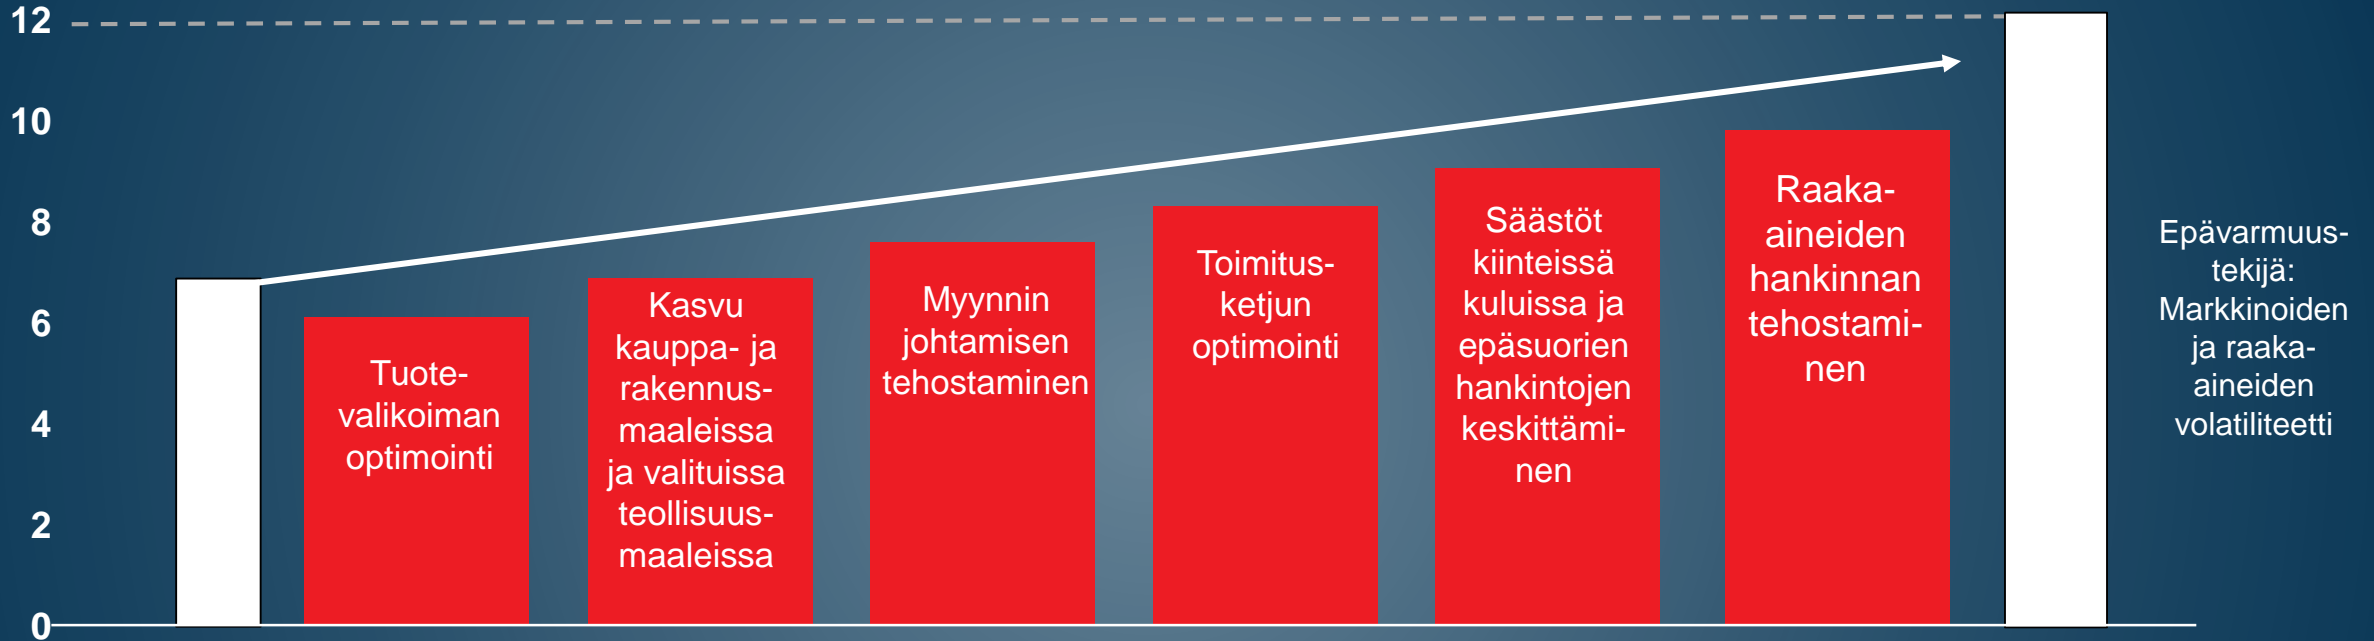 12
10
8
6
4
2
0
Tuote-
valikoiman
optimointi
Kasvu
kauppa- ja
rakennus-
maaleissa
ja valituissa
teollisuus-
maaleissa
Myynnin
johtamisen
tehostaminen
Toimitus-
ketjun
optimointi
Säästöt
kiinteissä
kuluissa ja
epäsuorien
hankintojen
keskittämi-
nen
Raaka-
aineiden
hankinnan
tehostami-
nen
Epävarmuus-
tekijä:
Markkinoiden
ja raaka-
aineiden
volatiliteetti